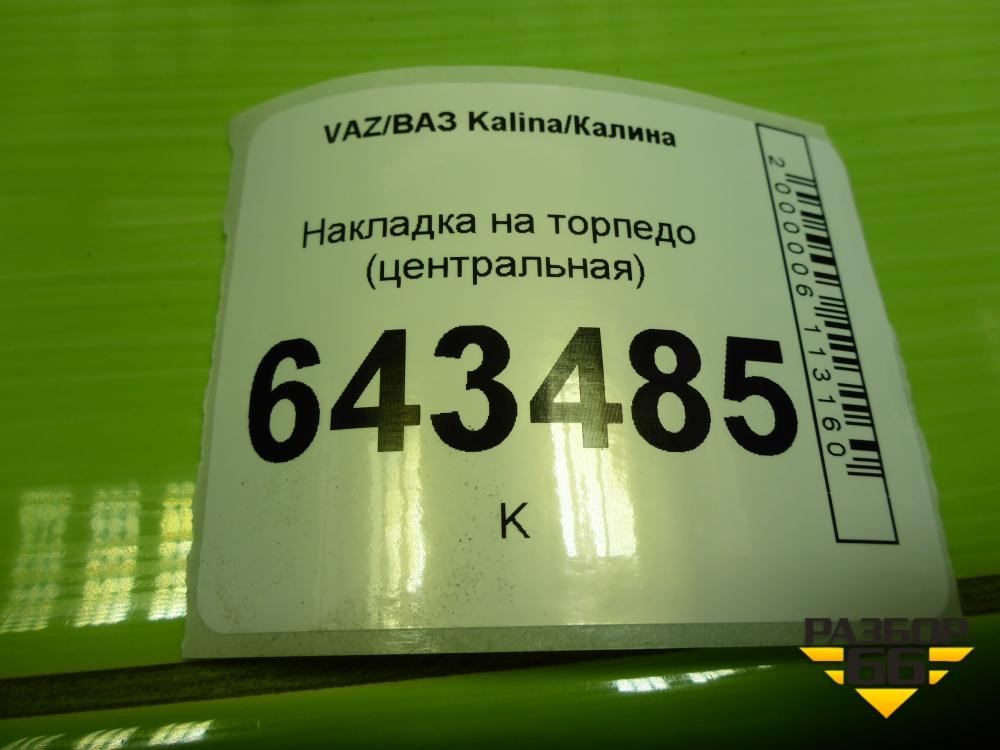 VAZ/ВАЗ Kalina/Калина
Накладка на торпедо
(центральная)
643485
К
2000006113160
РАЗБОР
66